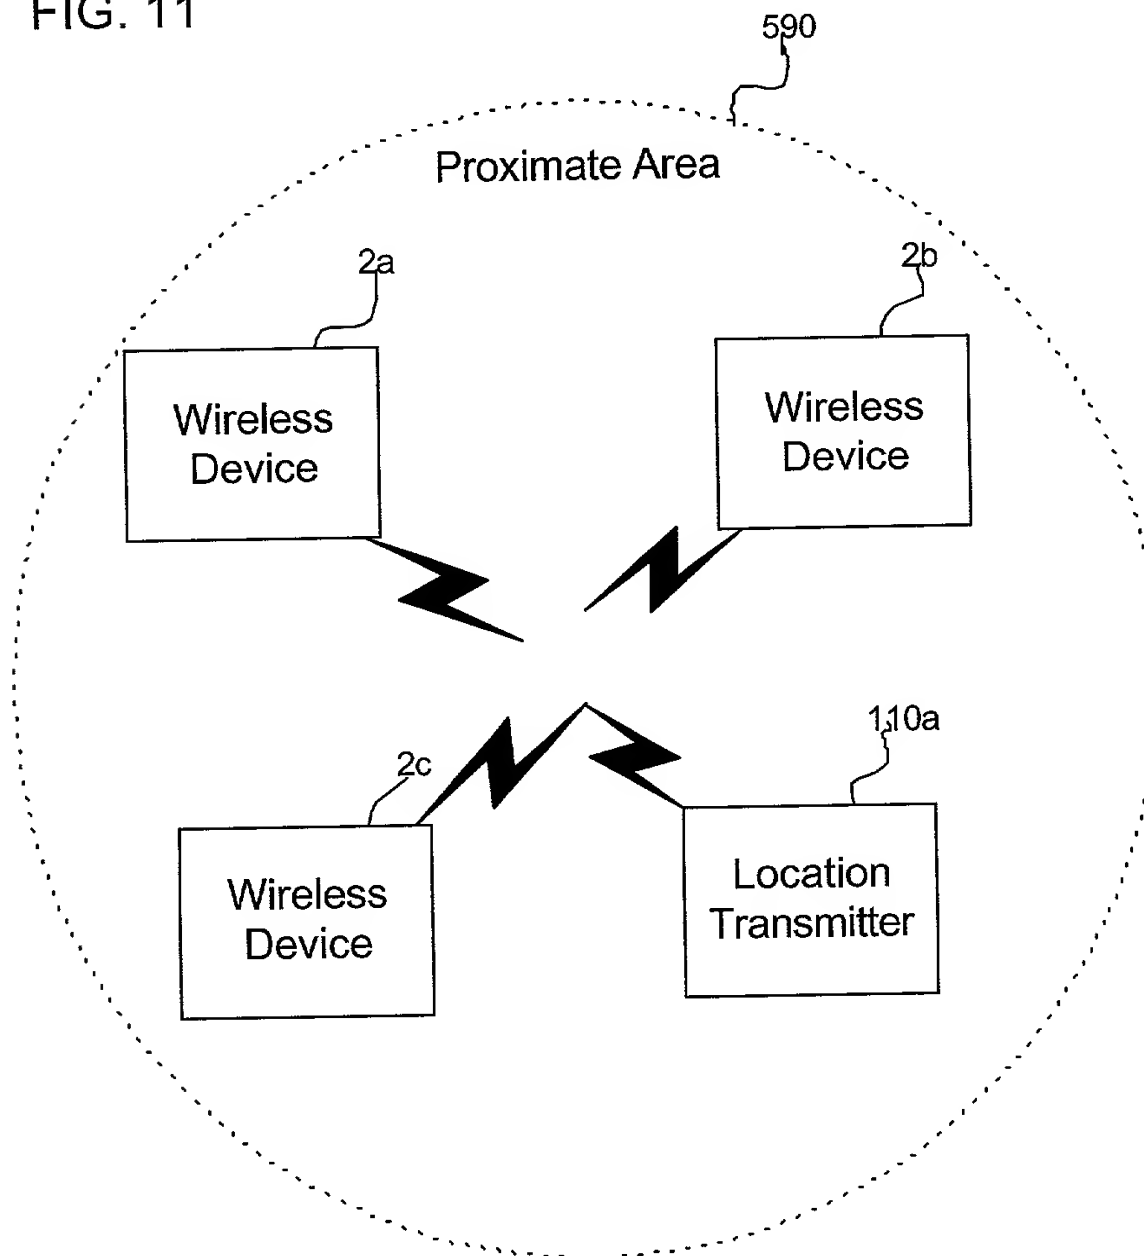 FIG. 11
590
Proximate Area
2a
2b
Wireless
Device
Wireless
Device
2c
110a
Wireless
Device
Location
Transmitter